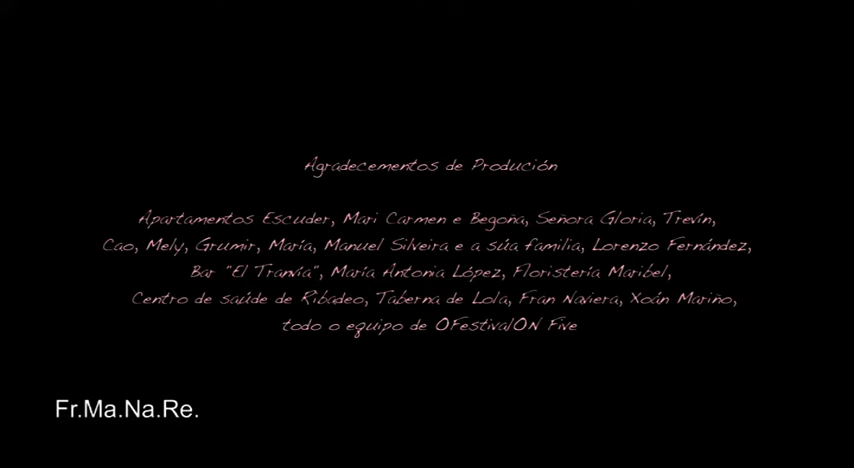 Agradecementos de Produción
Apartamentos Escuder, Mari Carmen e Begoña, Señora Gloria, Trevín,
Cao, Mely, Grumir, María, Manuel Silveira e a súa familia, Lorenzo Fernández,
Bar "El Tranvía", Maria Antonia López, Floristería Maribel,
Centro de saúde de Ribadeo, Taberna de Lola, Fran Naviera, Xoán Mariño,
todo o equipo de OFestivalON Five
Fr.Ma.Na.Re.